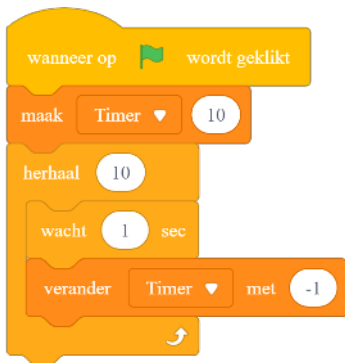 wanneer op wordt geklikt
maak Timer 10
herhaal 10
wacht 1 sec
verander Timer met -1